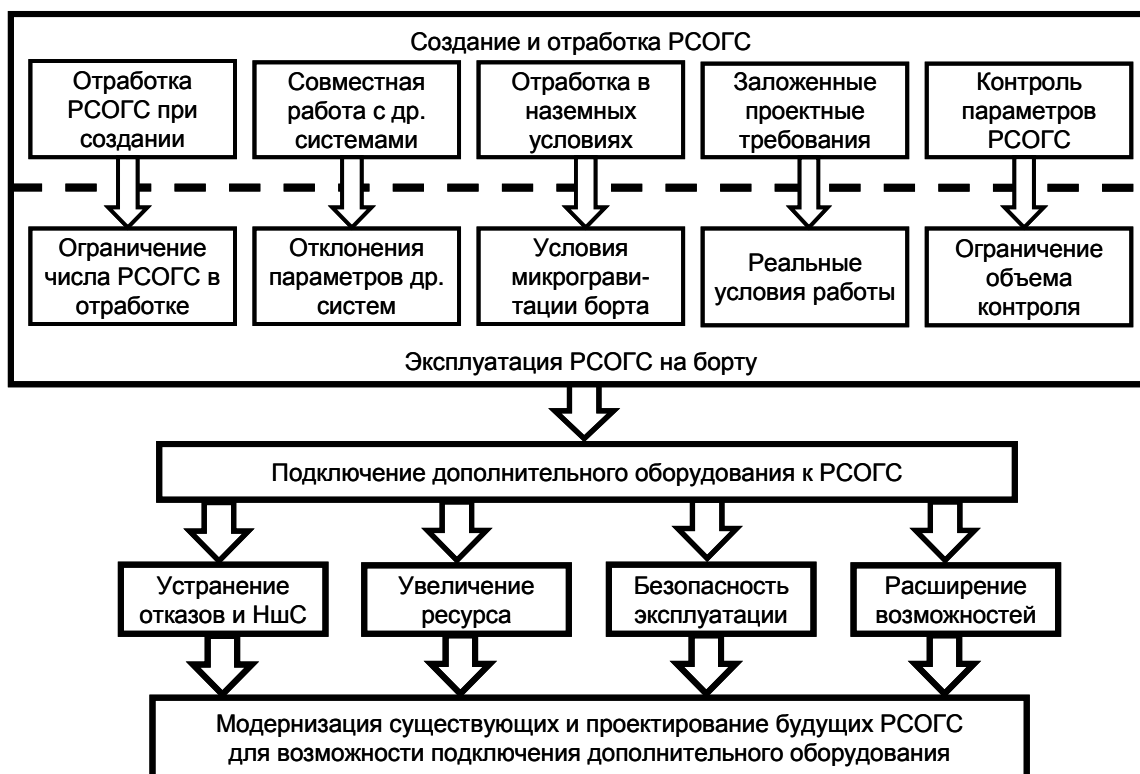 Создание и отработка РСОГС
Отработка
РСОГС при
создании
Совместная
работа с др.
системами
Отработка в
наземных
условиях
Заложенные
проектные
требования
Контроль
параметров
РСОГС
Ограничение
числа РСОГС в
отработке
Отклонения
параметров др.
систем
Условия
микрограви-
тации борта
Реальные
условия работы
Ограничение
объема
контроля
Эксплуатация РСОГС на борту
Подключение дополнительного оборудования к РСОГС
Устранение
отказов и НшС
Увеличение
ресурса
Безопасность
эксплуатации
Расширение
возможностей
Модернизация существующих и проектирование будущих РСОГС
для возможности подключения дополнительного оборудования